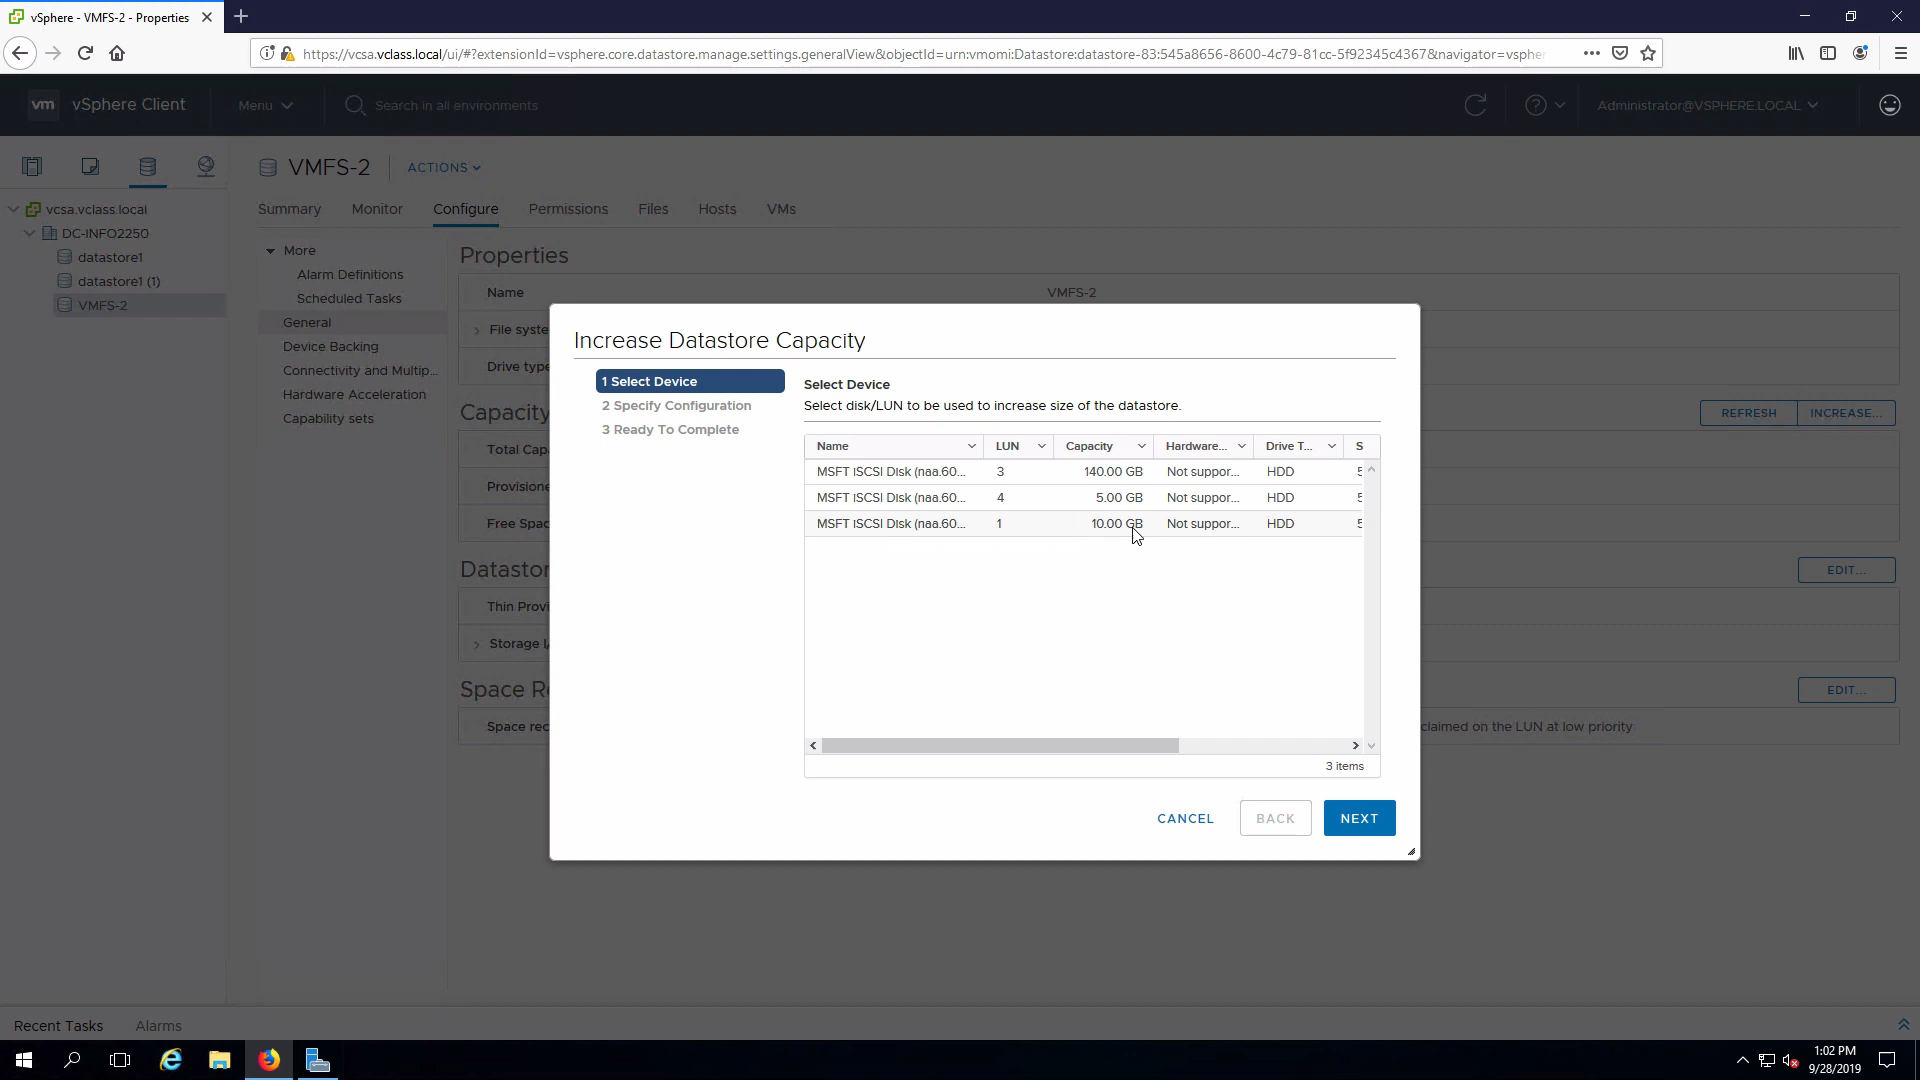 vSphere - VMFS-2 - Properties
https://vcsa.vclass.local/ui/#?extensionId=vsphere.core.datastore.manage.settings.generalView&objectId=urn:vmomi:Datastore:datastore-83:545a8656-8600-4c79-81cc-5f92345c4367&navigator=vsphe
vm vSphere Client Menu Search in all environments Administrator@VSPHERE.LOCAL
VMFS-2 ACTIONS
Summary Monitor Configure Permissions Files Hosts VMs
vcsa.vclass.local
DC-INFO2250
datastore1
datastore1 (1)
VMFS-2
More
Alarm Definitions
Scheduled Tasks
General
Device Backing
Connectivity and Multip...
Hardware Acceleration
Capability sets
Properties
Name VMFS-2
File syste
Drive type
Capacity REFRESH INCREASE...
Total Cap
Provisione
Free Spac
Datastor EDIT...
Thin Provi
Storage I/
Space Re EDIT...
Space rec claimed on the LUN at low priority
Increase Datastore Capacity
1 Select Device
2 Specify Configuration
3 Ready To Complete
Select Device
Select disk/LUN to be used to increase size of the datastore.
Name LUN Capacity Hardware... Drive T... S
MSFT iSCSI Disk (naa.60... 3 140.00 GB Not suppor... HDD 5
MSFT iSCSI Disk (naa.60... 4 5.00 GB Not suppor... HDD 5
MSFT iSCSI Disk (naa.60... 1 10.00 GB Not suppor... HDD 5
3 items
CANCEL BACK NEXT
Recent Tasks Alarms
1:02 PM
9/28/2019